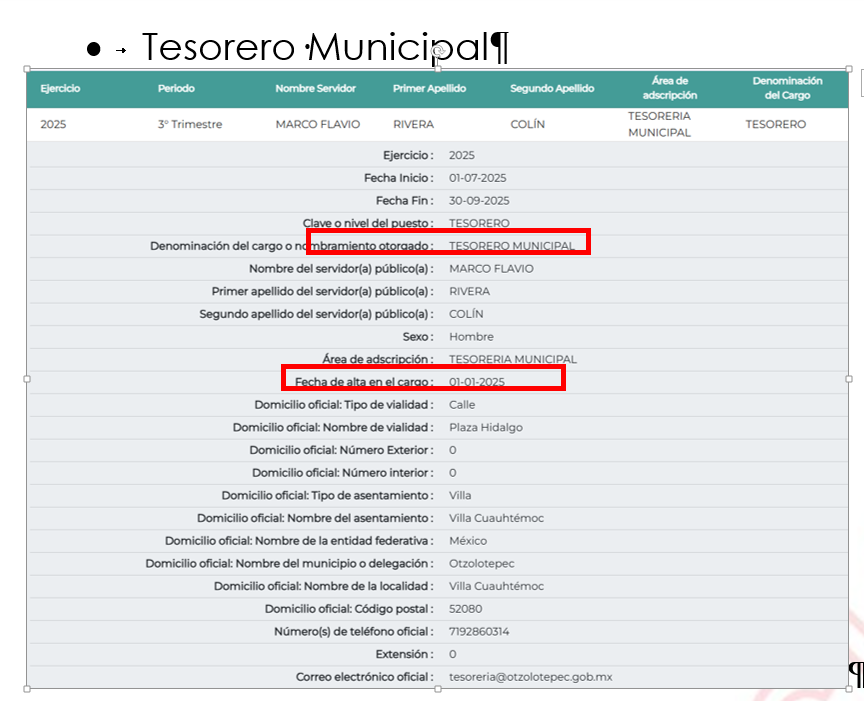 ● → Tesorero·Municipal¶
Ejercicio Periodo Nombre Servidor Primer Apellido Segundo Apellido Área de adscripción Denominación del Cargo
2025 3° Trimestre MARCO FLAVIO RIVERA COLÍN TESORERIA MUNICIPAL TESORERO
Ejercicio : 2025
Fecha Inicio : 01-07-2025
Fecha Fin : 30-09-2025
Clave o nivel del puesto : TESORERO
Denominación del cargo o nombramiento otorgado : TESORERO MUNICIPAL
Nombre del servidor(a) público(a) : MARCO FLAVIO
Primer apellido del servidor(a) público(a) : RIVERA
Segundo apellido del servidor(a) público(a) : COLÍN
Sexo : Hombre
Área de adscripción : TESORERIA MUNICIPAL
Fecha de alta en el cargo : 01-01-2025
Domicilio oficial: Tipo de vialidad : Calle
Domicilio oficial: Nombre de vialidad : Plaza Hidalgo
Domicilio oficial: Número Exterior : 0
Domicilio oficial: Número interior : 0
Domicilio oficial: Tipo de asentamiento : Villa
Domicilio oficial: Nombre del asentamiento : Villa Cuauhtémoc
Domicilio oficial: Nombre de la entidad federativa : México
Domicilio oficial: Nombre del municipio o delegación : Otzolotepec
Domicilio oficial: Nombre de la localidad : Villa Cuauhtémoc
Domicilio oficial: Código postal : 52080
Número(s) de teléfono oficial : 7192860314
Extensión : 0
Correo electrónico oficial : tesoreria@otzolotepec.gob.mx
¶